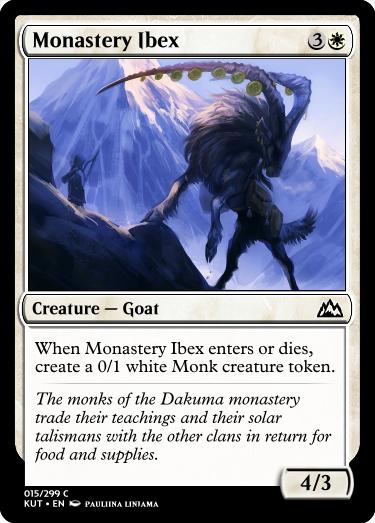 Monastery Ibex 3
Creature — Goat
When Monastery Ibex enters or dies,
create a 0/1 white Monk creature token.
The monks of the Dakuma monastery
trade their teachings and their solar
talismans with the other clans in return for
food and supplies.
4/3
015/299 C
KUT • EN PAULIINA LINJAMA